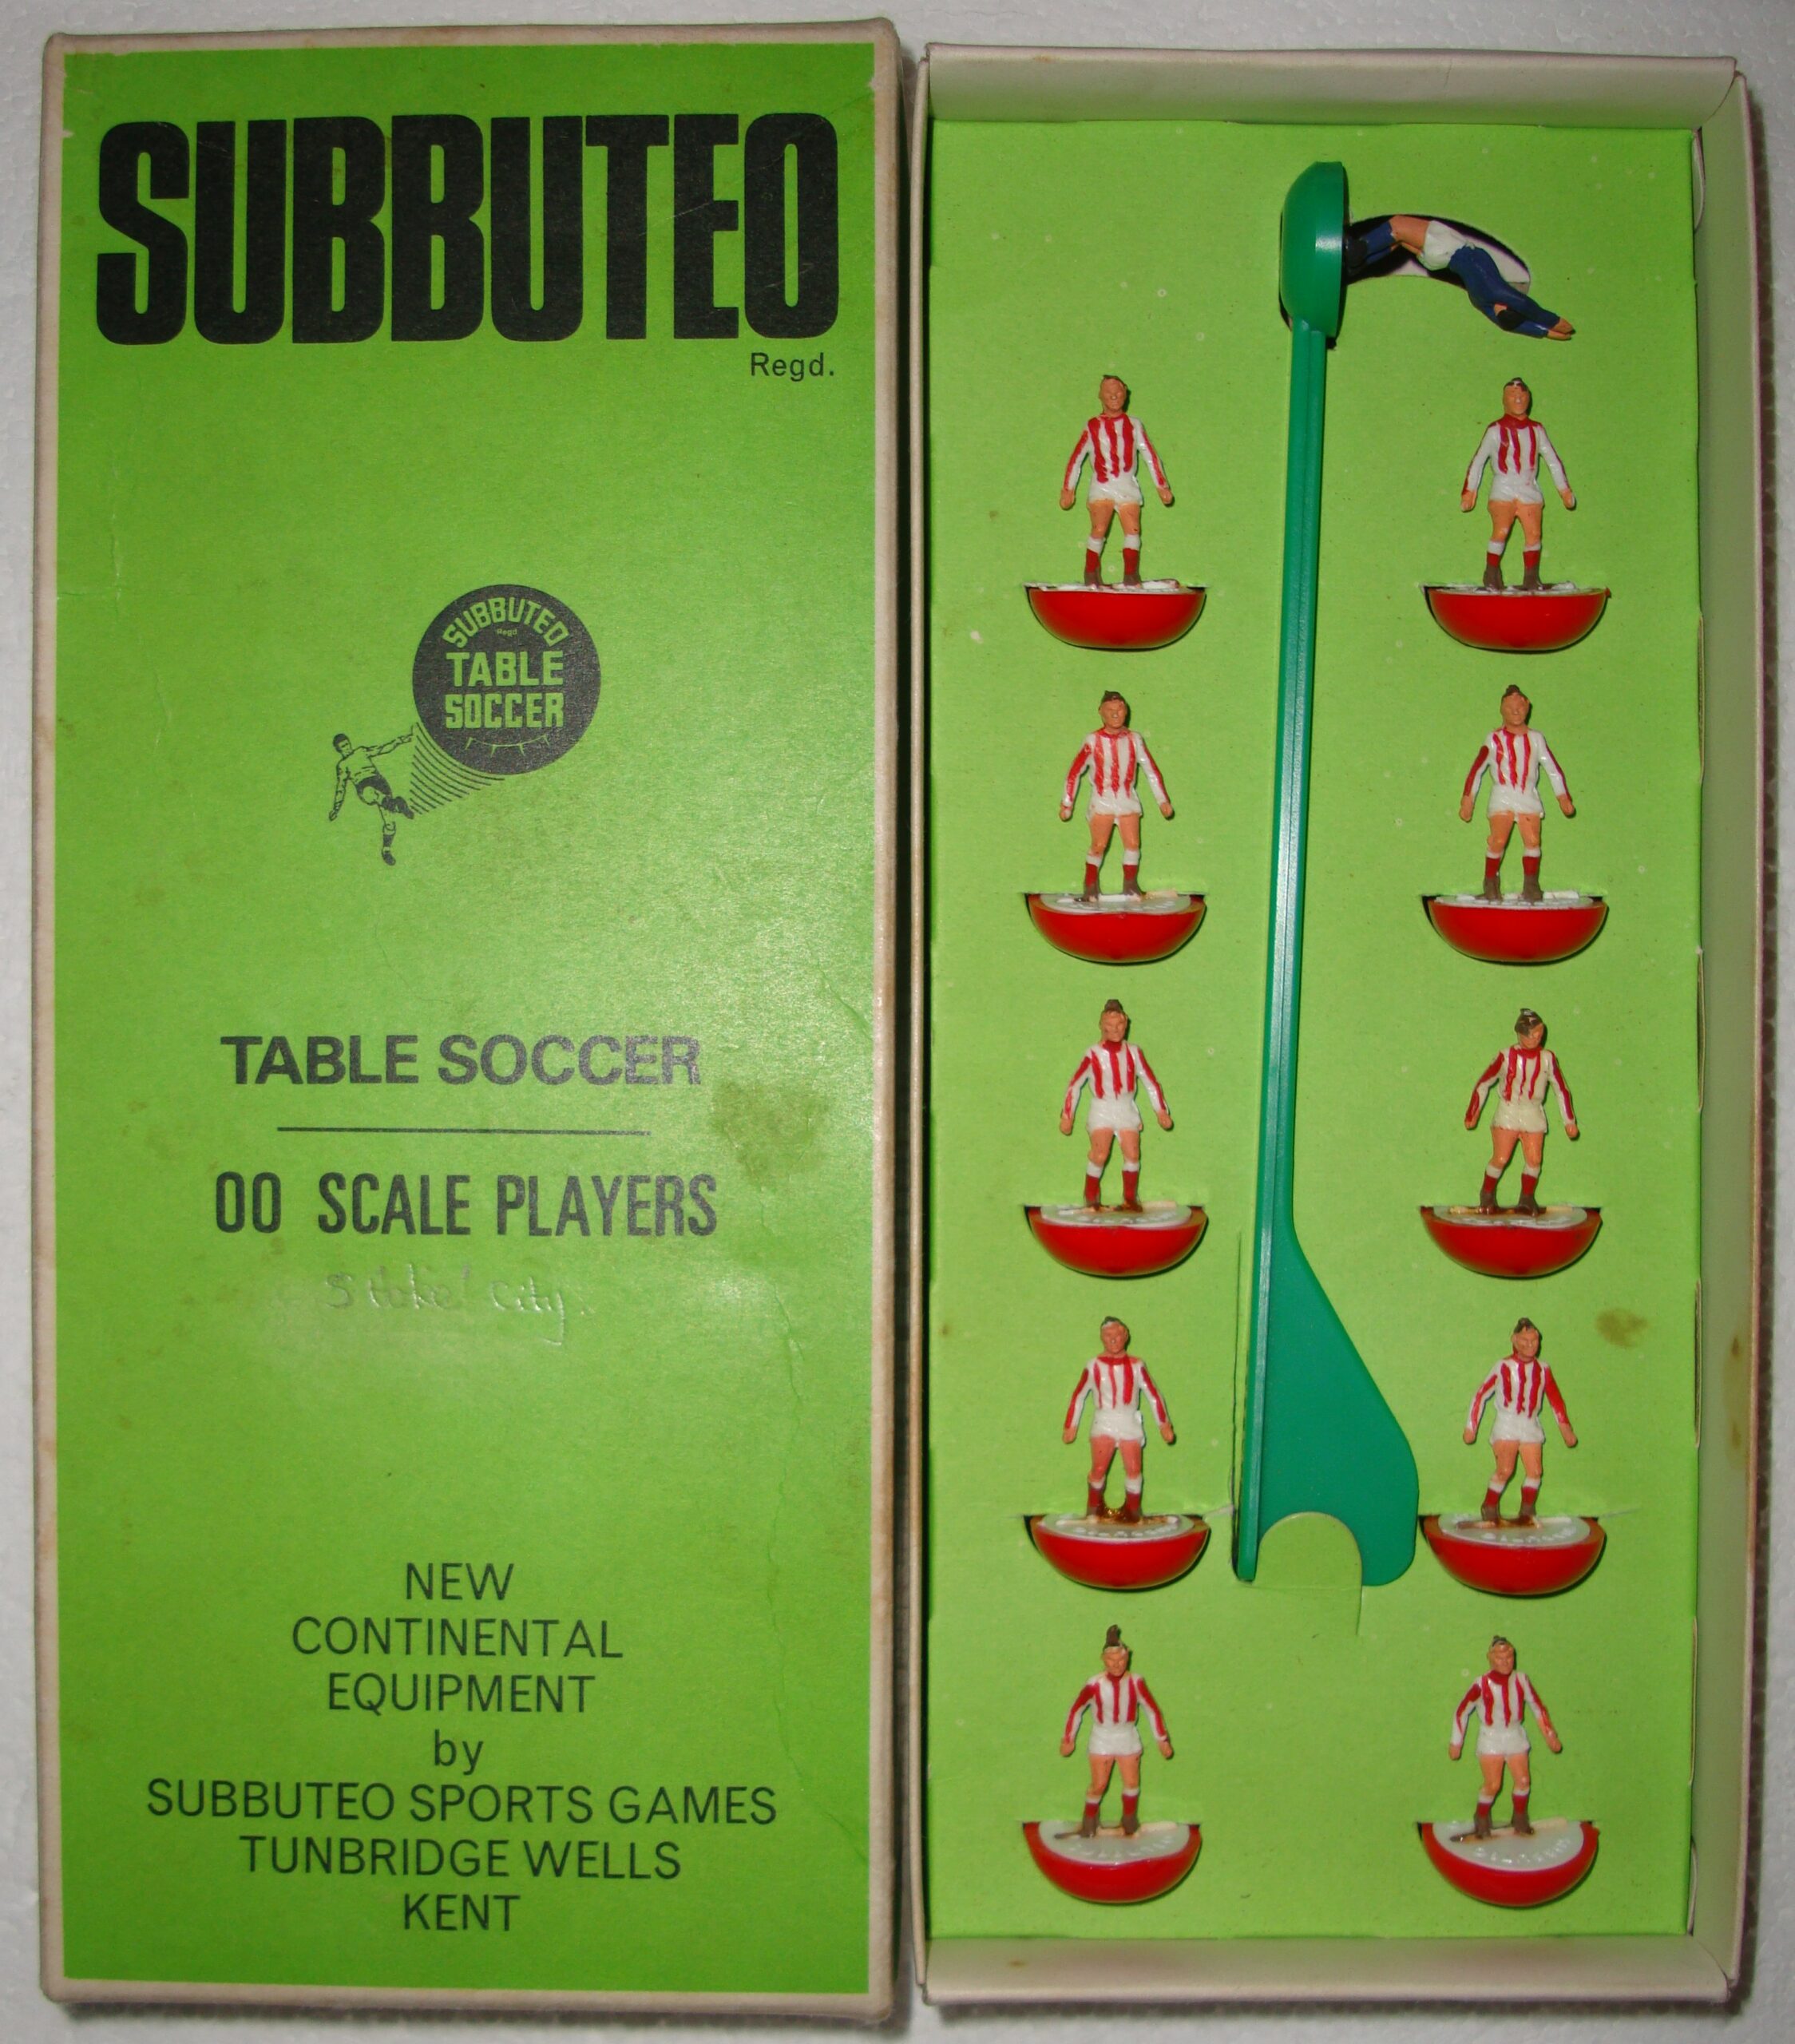 SUBBUTEO
Regd.
SUBBUTEO
Regd
TABLE
SOCCER
TABLE SOCCER
00 SCALE PLAYERS
Stoke City
NEW
CONTINENTAL
EQUIPMENT
by
SUBBUTEO SPORTS GAMES
TUNBRIDGE WELLS
KENT